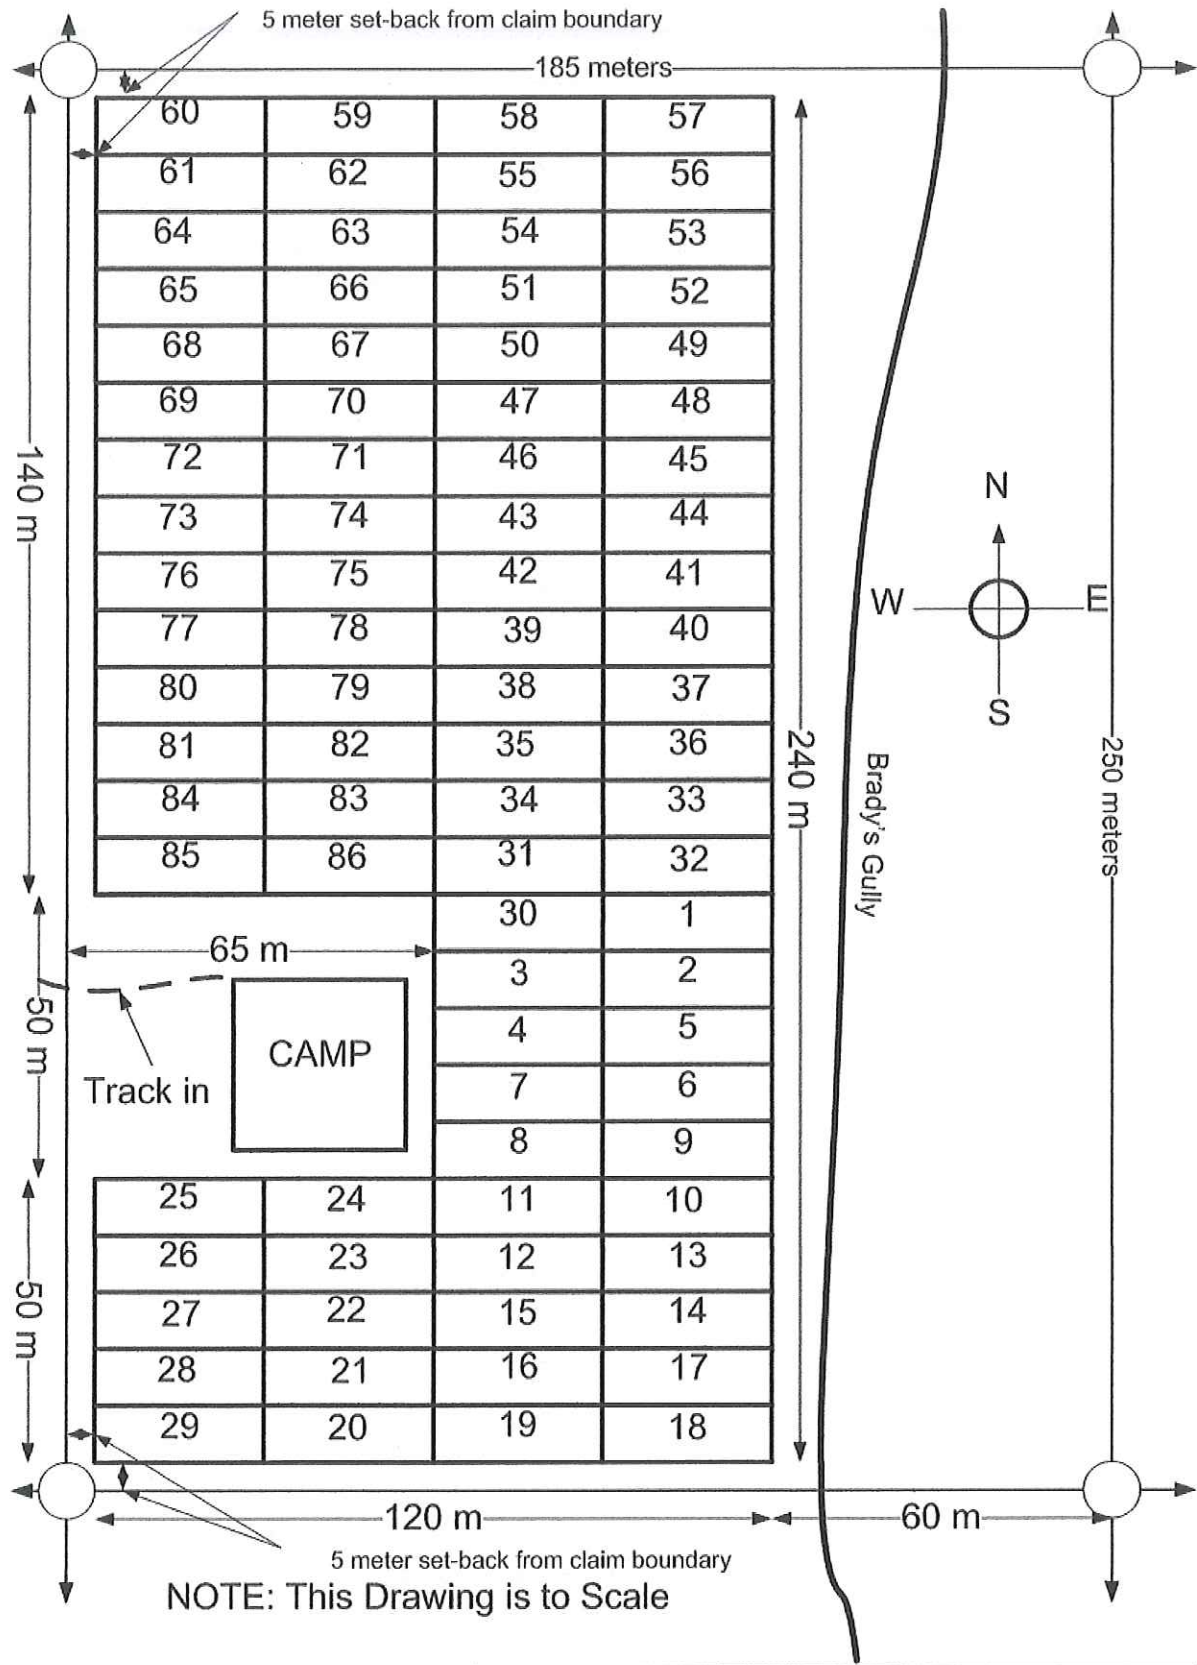 5 meter set-back from claim boundary
185 meters
60 59 58 57
61 62 55 56
64 63 54 53
65 66 51 52
68 67 50 49
69 70 47 48
72 71 46 45
140 m
N
73 74 43 44
76 75 42 41
W E
77 78 39 40
80 79 38 37
S
81 82 35 36
240 m
Brady's Gully
250 meters
84 83 34 33
85 86 31 32
30 1
65 m
3 2
50 m
4 5
CAMP
Track in
7 6
8 9
25 24 11 10
26 23 12 13
50 m
27 22 15 14
28 21 16 17
29 20 19 18
120 m
60 m
5 meter set-back from claim boundary
NOTE: This Drawing is to Scale